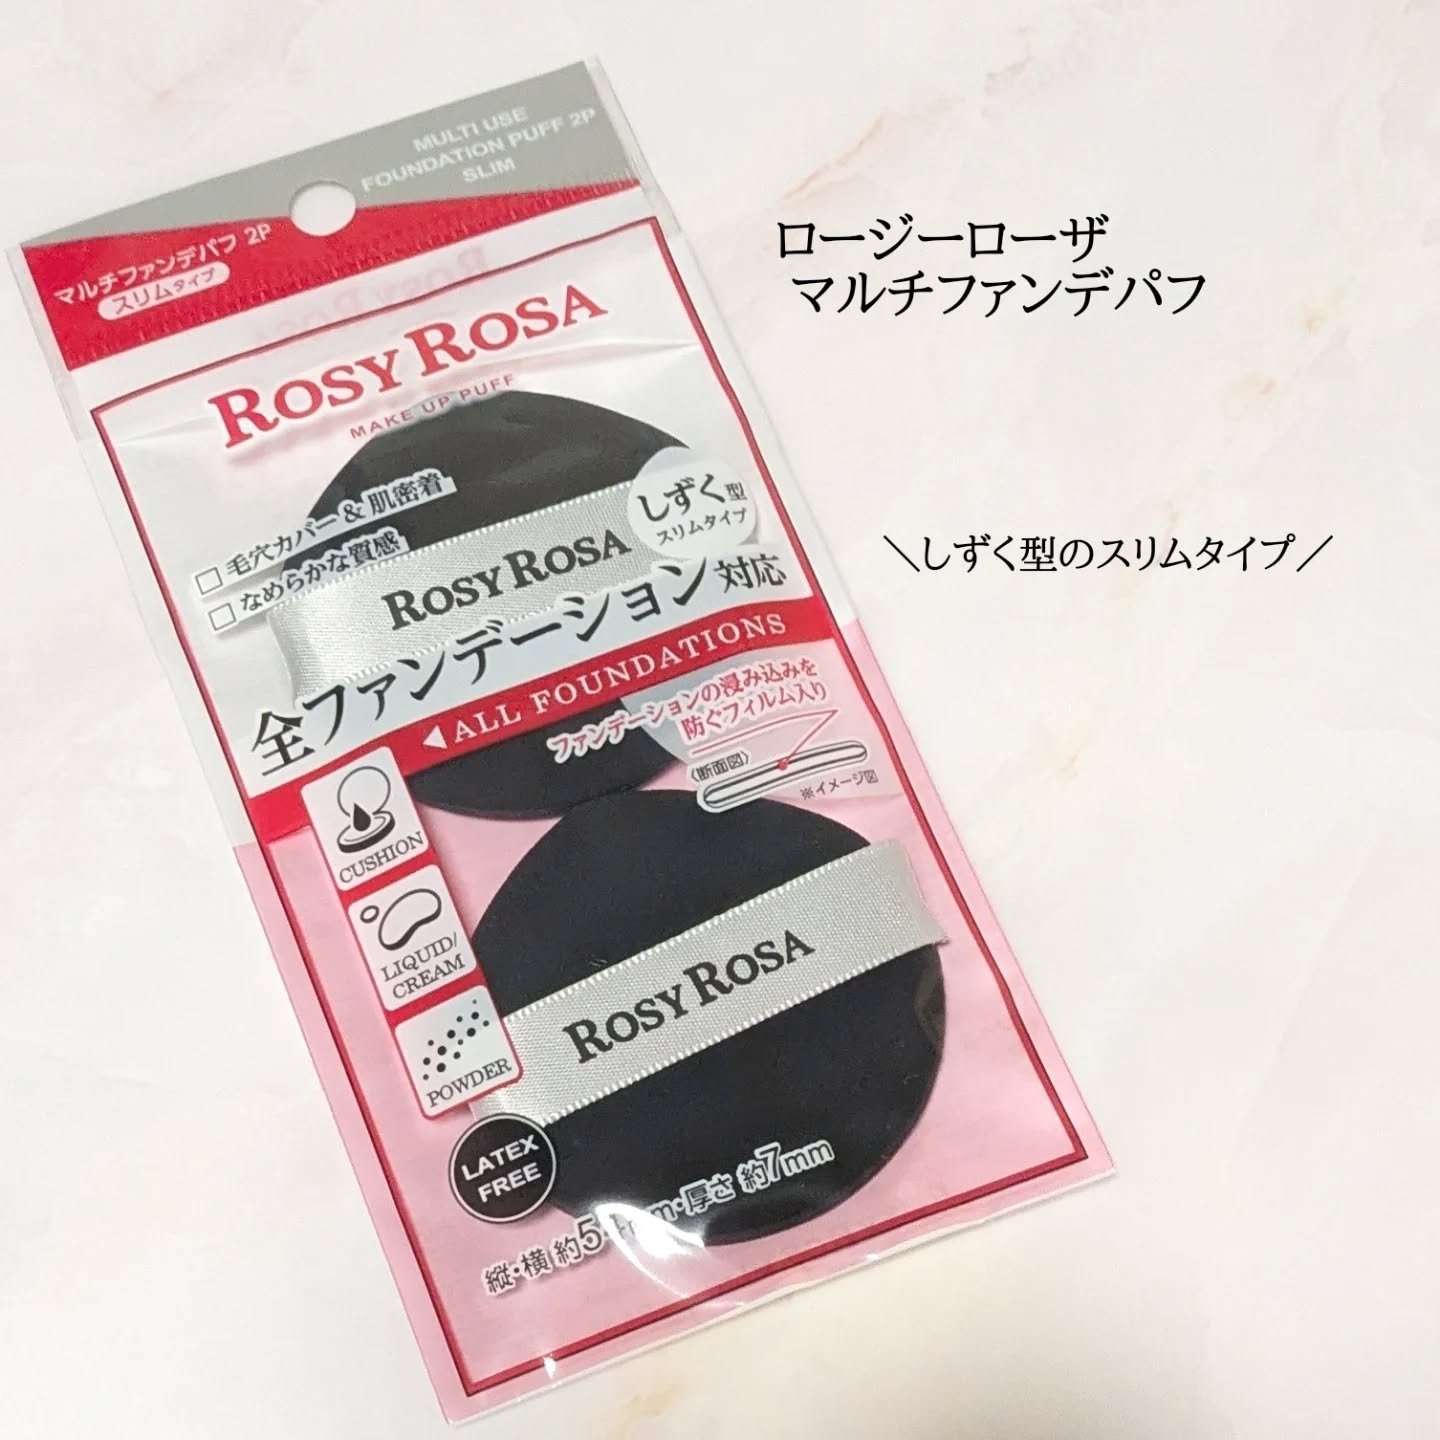 MULTI USE
FOUNDATION PUFF 2P
SLIM
マルチファンデパフ 2P
スリムタイプ
ROSY ROSA
MAKE UP PUFF
毛穴カバー & 肌密着
なめらかな質感
しずく型
スリムタイプ
ROSY ROSA
全ファンデーション対応
ALL FOUNDATIONS
ファンデーションの浸み込みを
防ぐフィルム入り
〈断面図〉
※イメージ図
CUSHION
LIQUID/
CREAM
POWDER
ROSY ROSA
LATEX
FREE
縦・横 約5 mm・厚さ 約7mm
ロージーローザ
マルチファンデパフ
＼しずく型のスリムタイプ／